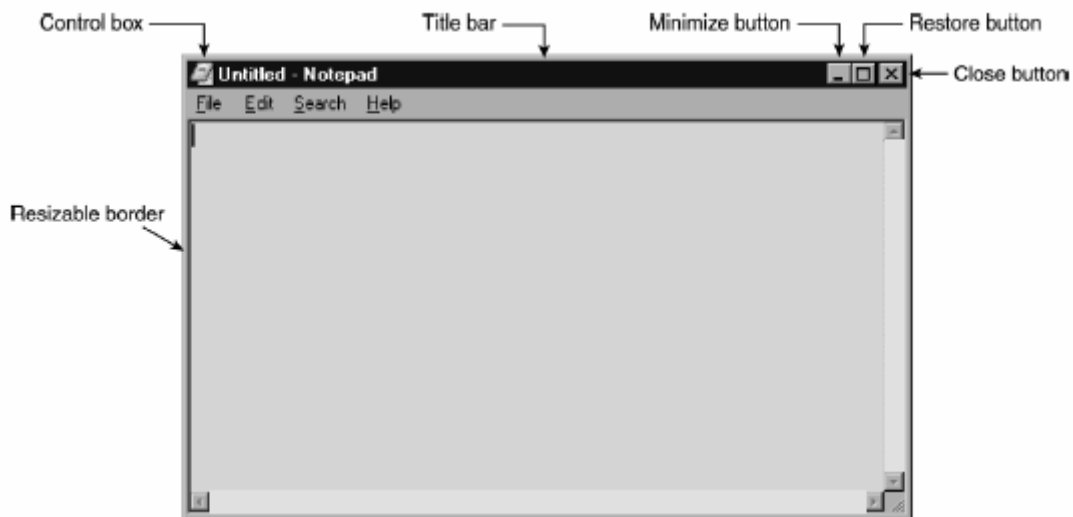 Control box
Title bar
Minimize button
Restore button
Untitled - Notepad
Close button
File Edit Search Help
Resizable border